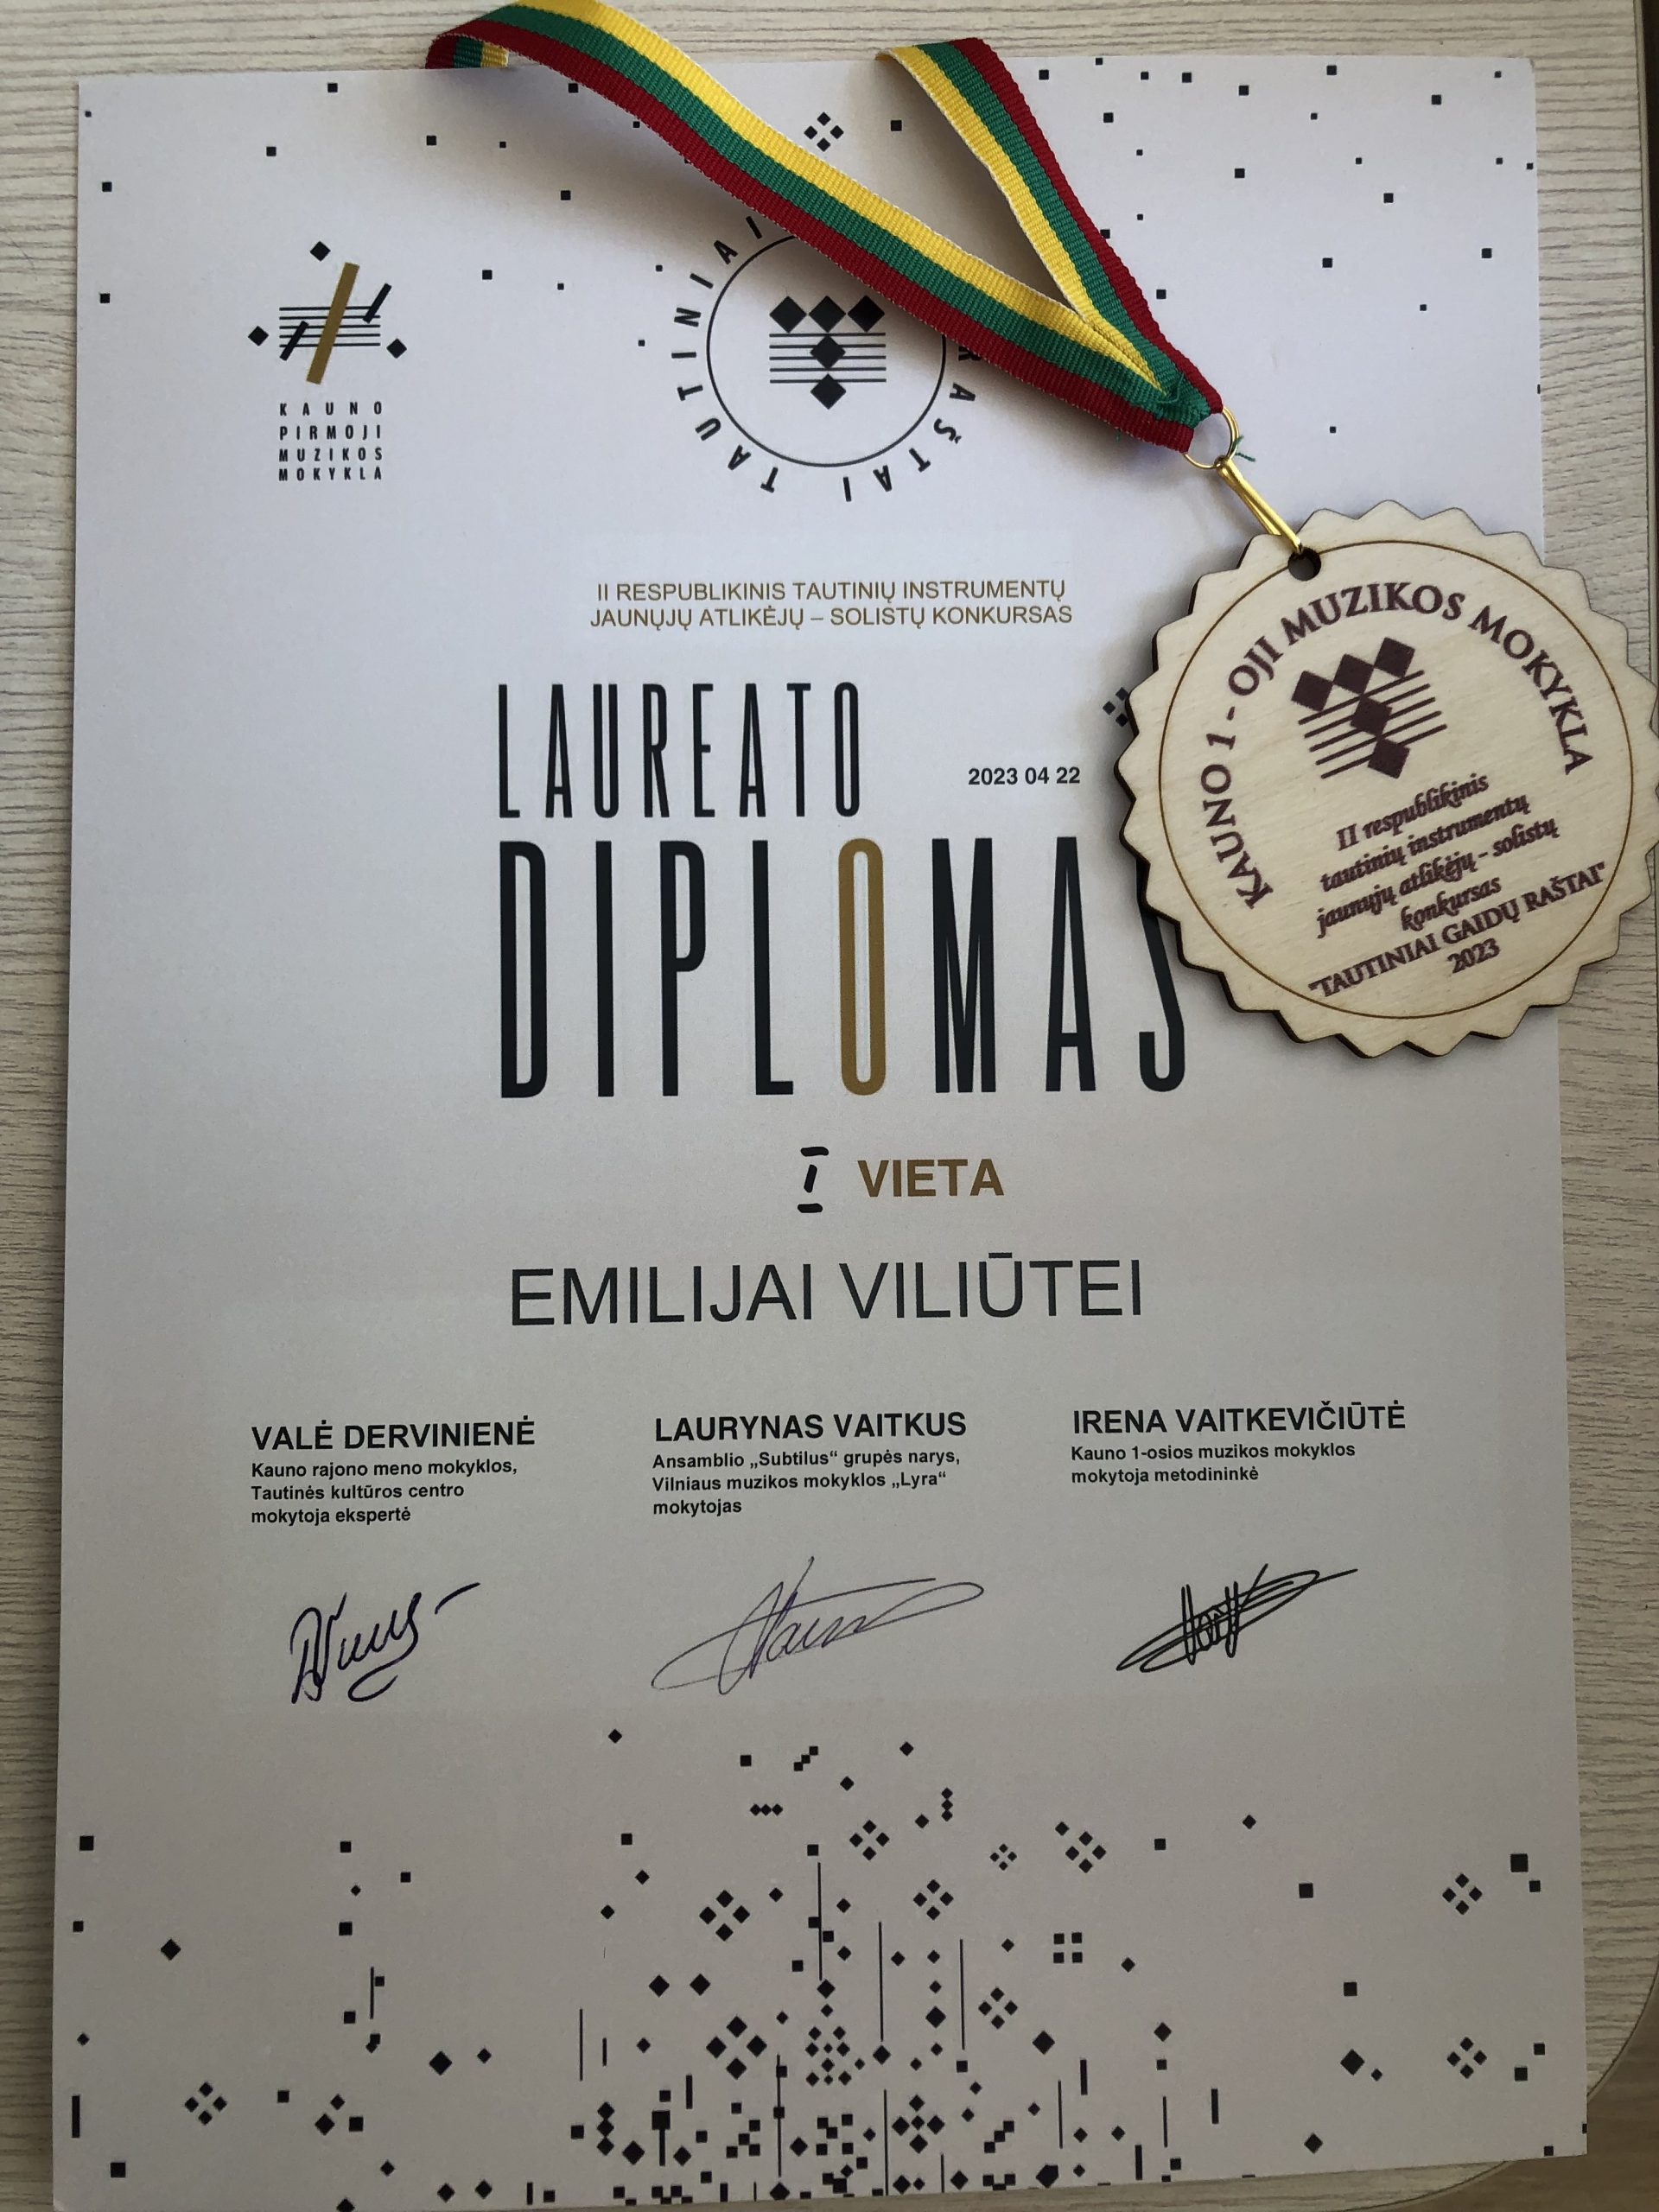 KAUNO
PIRMOJI
MUZIKOS
MOKYKLA
TAUTINIAI
RAŠTAI
II RESPUBLIKINIS TAUTINIŲ INSTRUMENTŲ
JAUNŲJŲ ATLIKĖJŲ – SOLISTŲ KONKURSAS
LAUREATO
2023 04 22
DIPLOMAS
I VIETA
EMILIJAI VILIŪTEI
VALĖ DERVINIENĖ
Kauno rajono meno mokyklos,
Tautinės kultūros centro
mokytoja ekspertė
LAURYNAS VAITKUS
Ansamblio „Subtilus“ grupės narys,
Vilniaus muzikos mokyklos „Lyra“
mokytojas
IRENA VAITKEVIČIŪTĖ
Kauno 1-osios muzikos mokyklos
mokytoja metodininkė
KAUNO 1 - OJI MUZIKOS MOKYKLA
II respublikinis
tautinių instrumentų
jaunųjų atlikėjų - solistų
konkursas
"TAUTINIAI GAIDŲ RAŠTAI"
2023